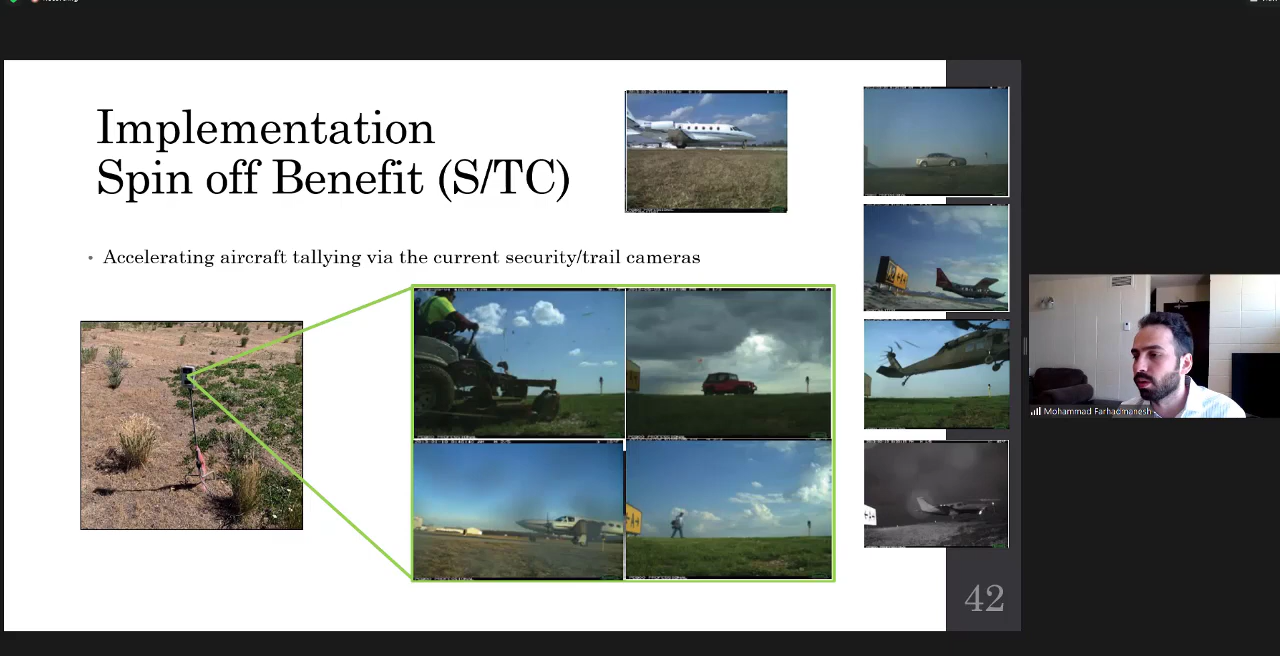 Implementation
Spin off Benefit (S/TC)
• Accelerating aircraft tallying via the current security/trail cameras
42
Mohammad Farhadmanesh